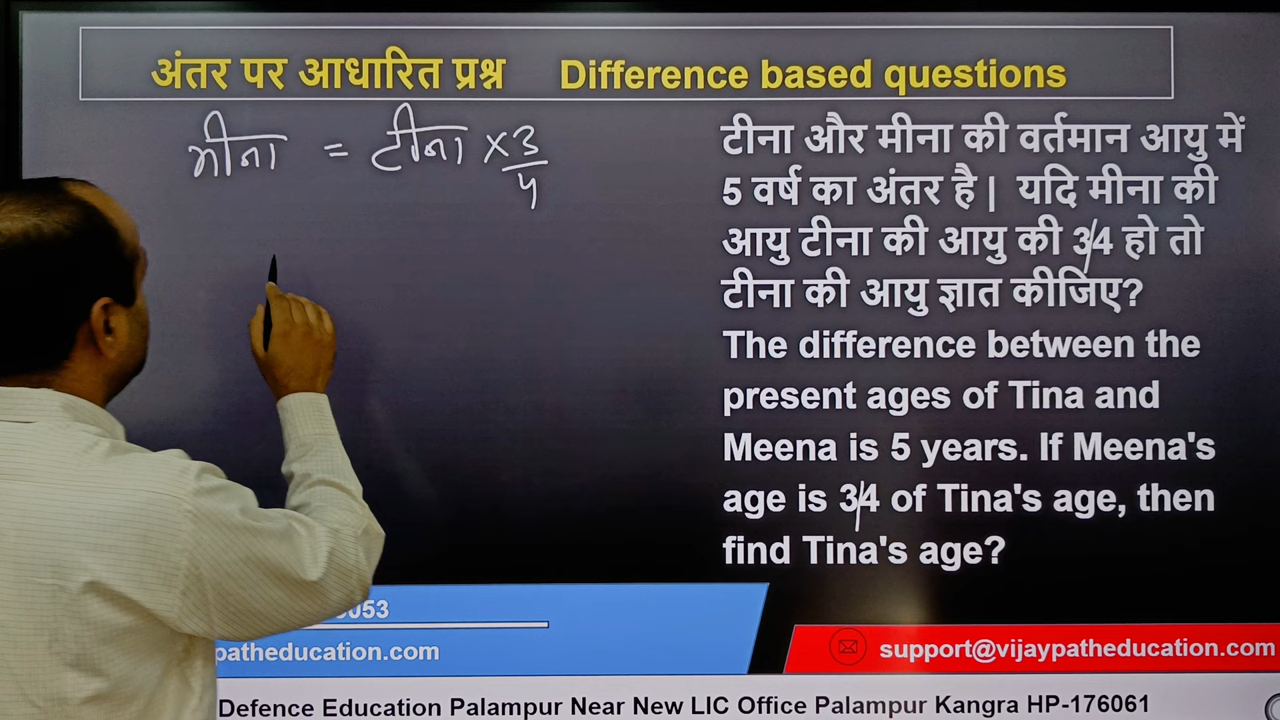 अंतर पर आधारित प्रश्न Difference based questions
मीना = टीना × 3/4
टीना और मीना की वर्तमान आयु में
5 वर्ष का अंतर है | यदि मीना की
आयु टीना की आयु की 3/4 हो तो
टीना की आयु ज्ञात कीजिए?
The difference between the
present ages of Tina and
Meena is 5 years. If Meena's
age is 3/4 of Tina's age, then
find Tina's age?
053
patheducation.com
support@vijaypatheducation.com
Defence Education Palampur Near New LIC Office Palampur Kangra HP-176061